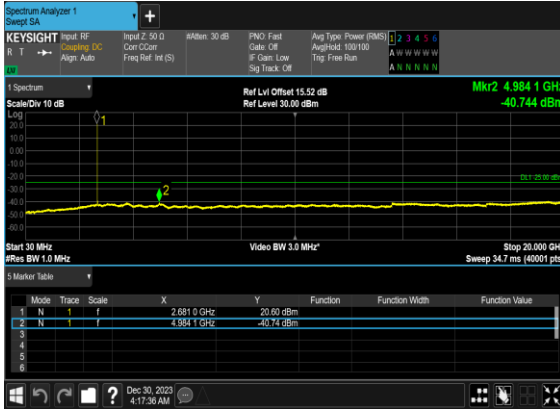 Spectrum Analyzer 1
Swept SA
+
KEYSIGHT Input: RF Input Z: 50 Ω #Atten: 30 dB PNO: Fast Avg Type: Power (RMS) 1 2 3 4 5 6
R T Coupling: DC Corr CCorr Gate: Off Avg|Hold: 100/100 A W W W W W
Align: Auto Freq Ref: Int (S) IF Gain: Low Trig: Free Run
Sig Track: Off A N N N N N
1 Spectrum Ref Lvl Offset 15.52 dB Mkr2 4.984 1 GHz
Scale/Div 10 dB Ref Level 30.00 dBm -40.744 dBm
Log
20.0
10.0
0.00
-10.0
-20.0
-30.0
-40.0
-50.0
-60.0
1
2
DL1 -25.00 dBm
Start 30 MHz Video BW 3.0 MHz* Stop 20.000 GHz
#Res BW 1.0 MHz Sweep 34.7 ms (40001 pts)
5 Marker Table
Mode Trace Scale X Y Function Function Width Function Value
1 N 1 f 2.681 0 GHz 20.60 dBm
2 N 1 f 4.984 1 GHz -40.74 dBm
3
4
5
6
? Dec 30, 2023
4:17:36 AM